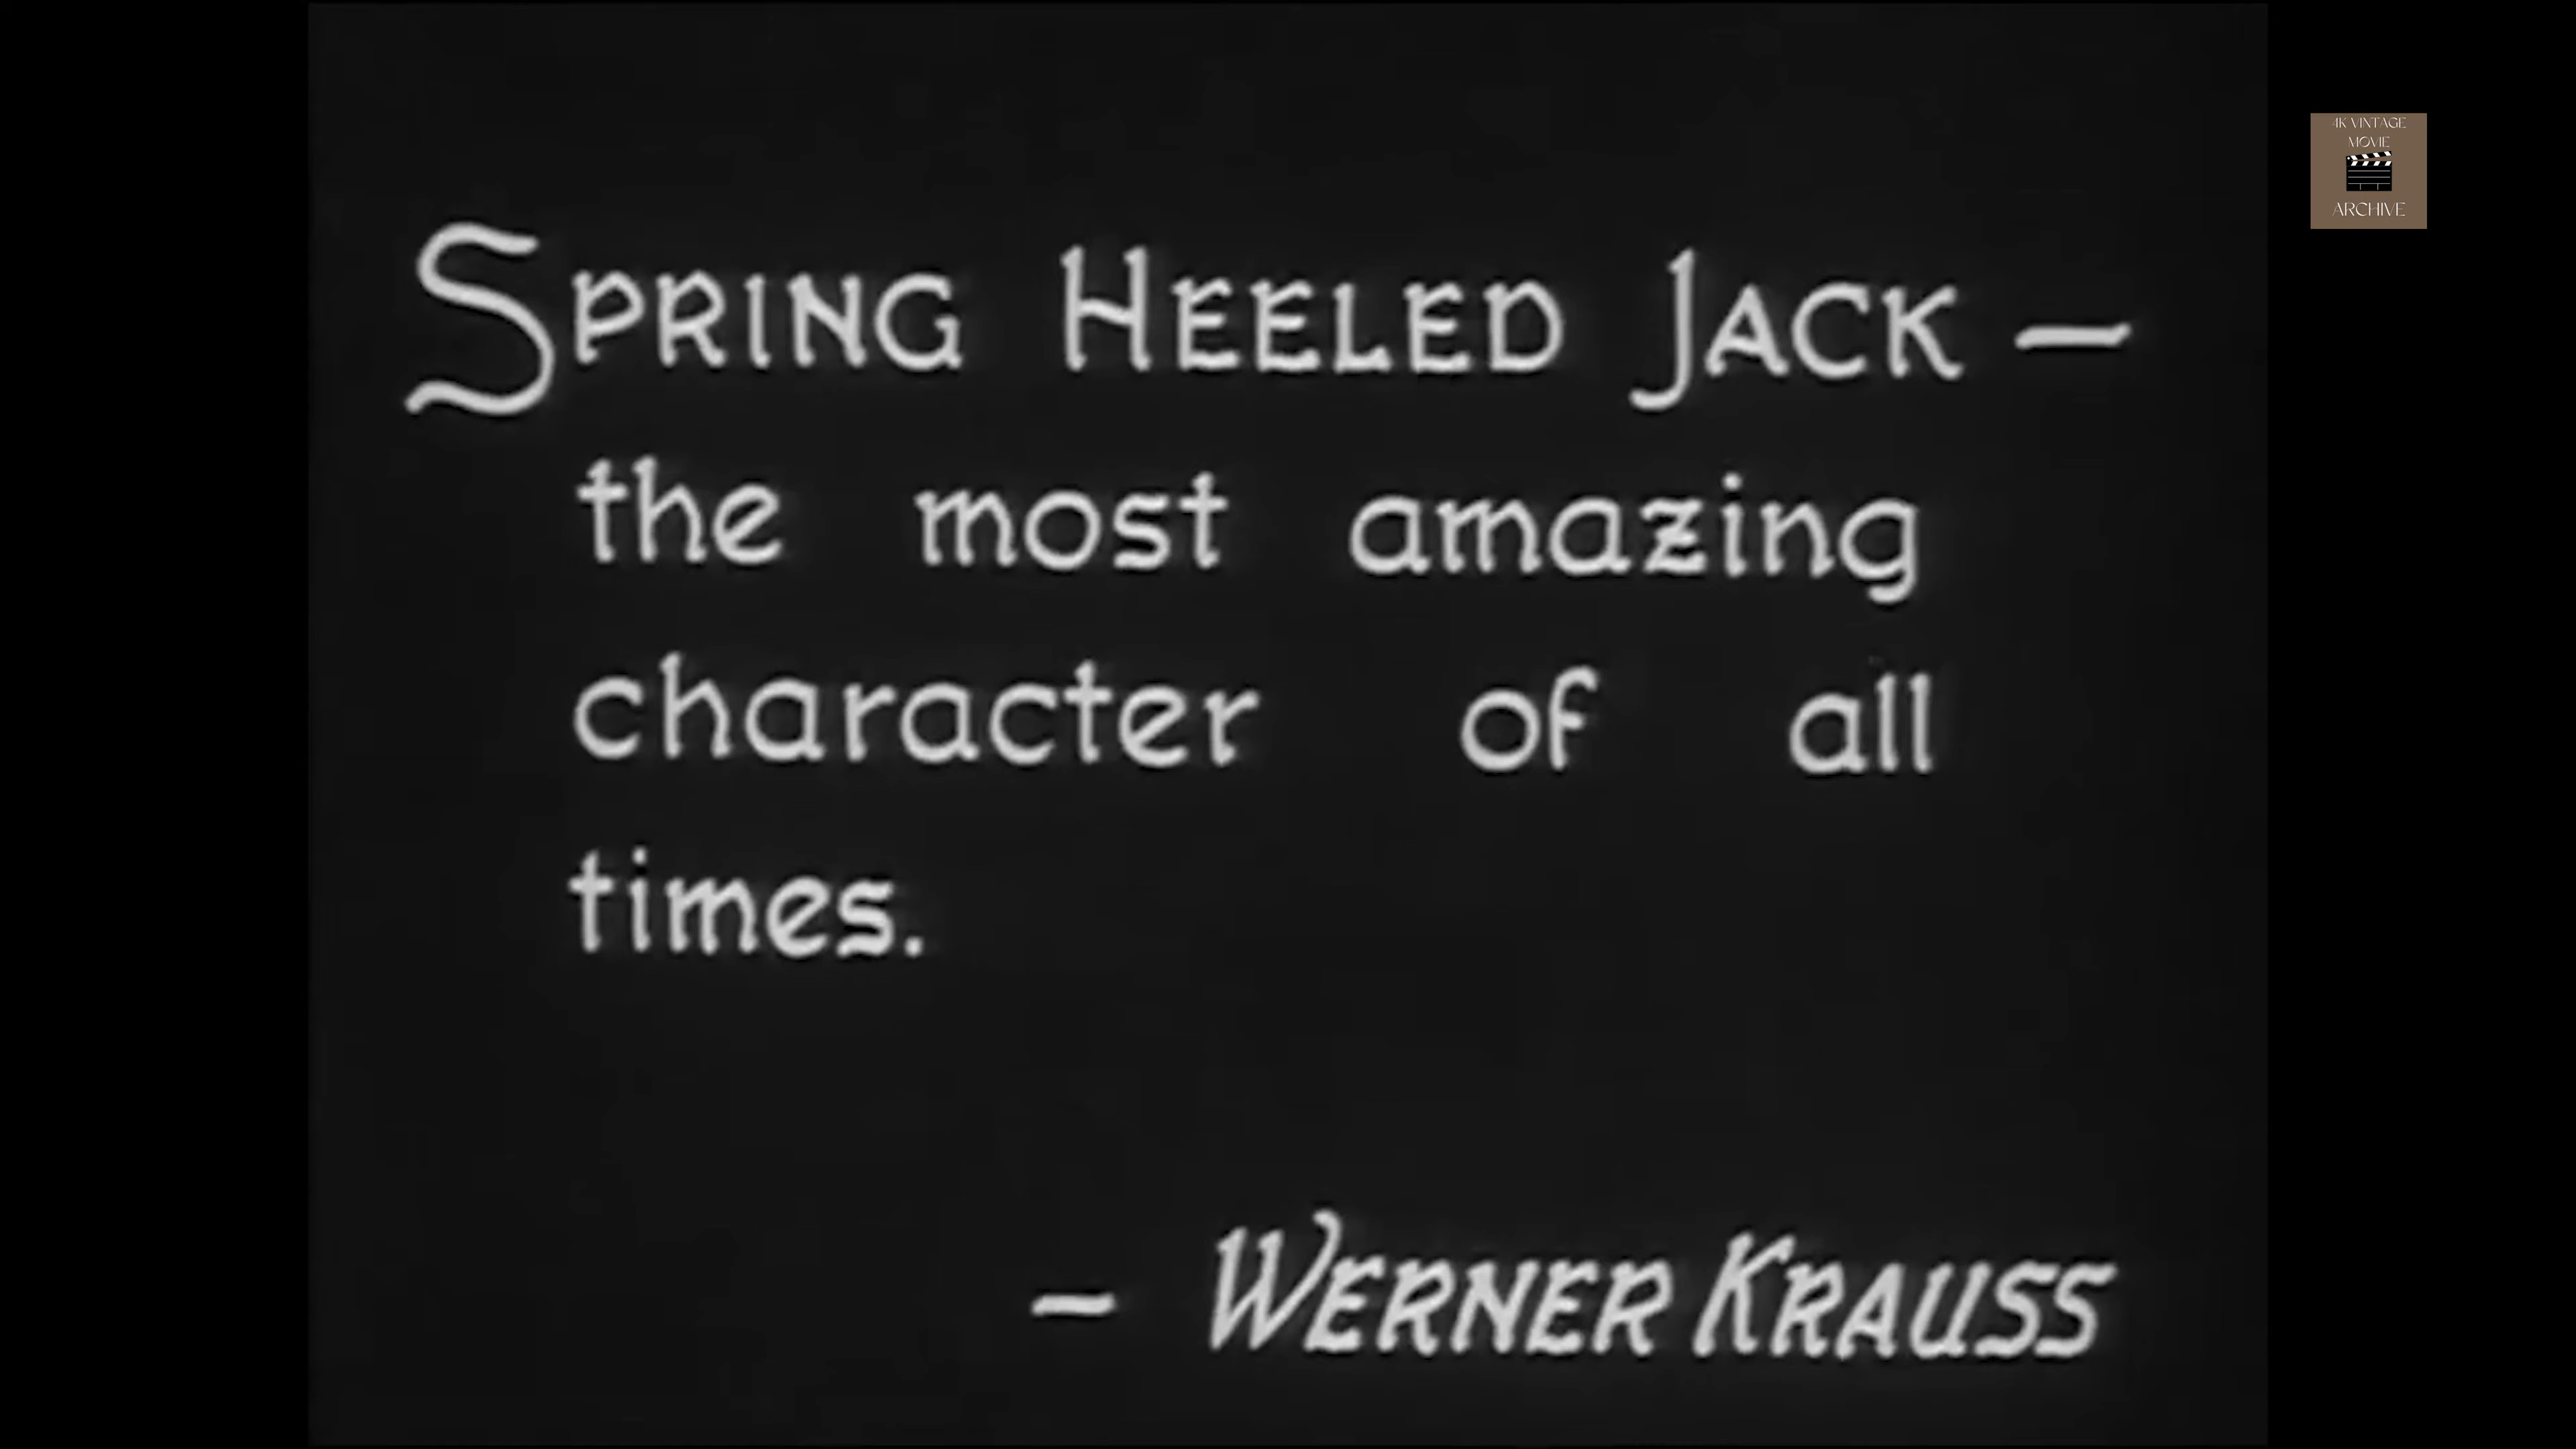 SPRING HEELED JACK —
the most amazing
character of all
times.
— WERNER KRAUSS
4K VINTAGE
MOVIE
ARCHIVE